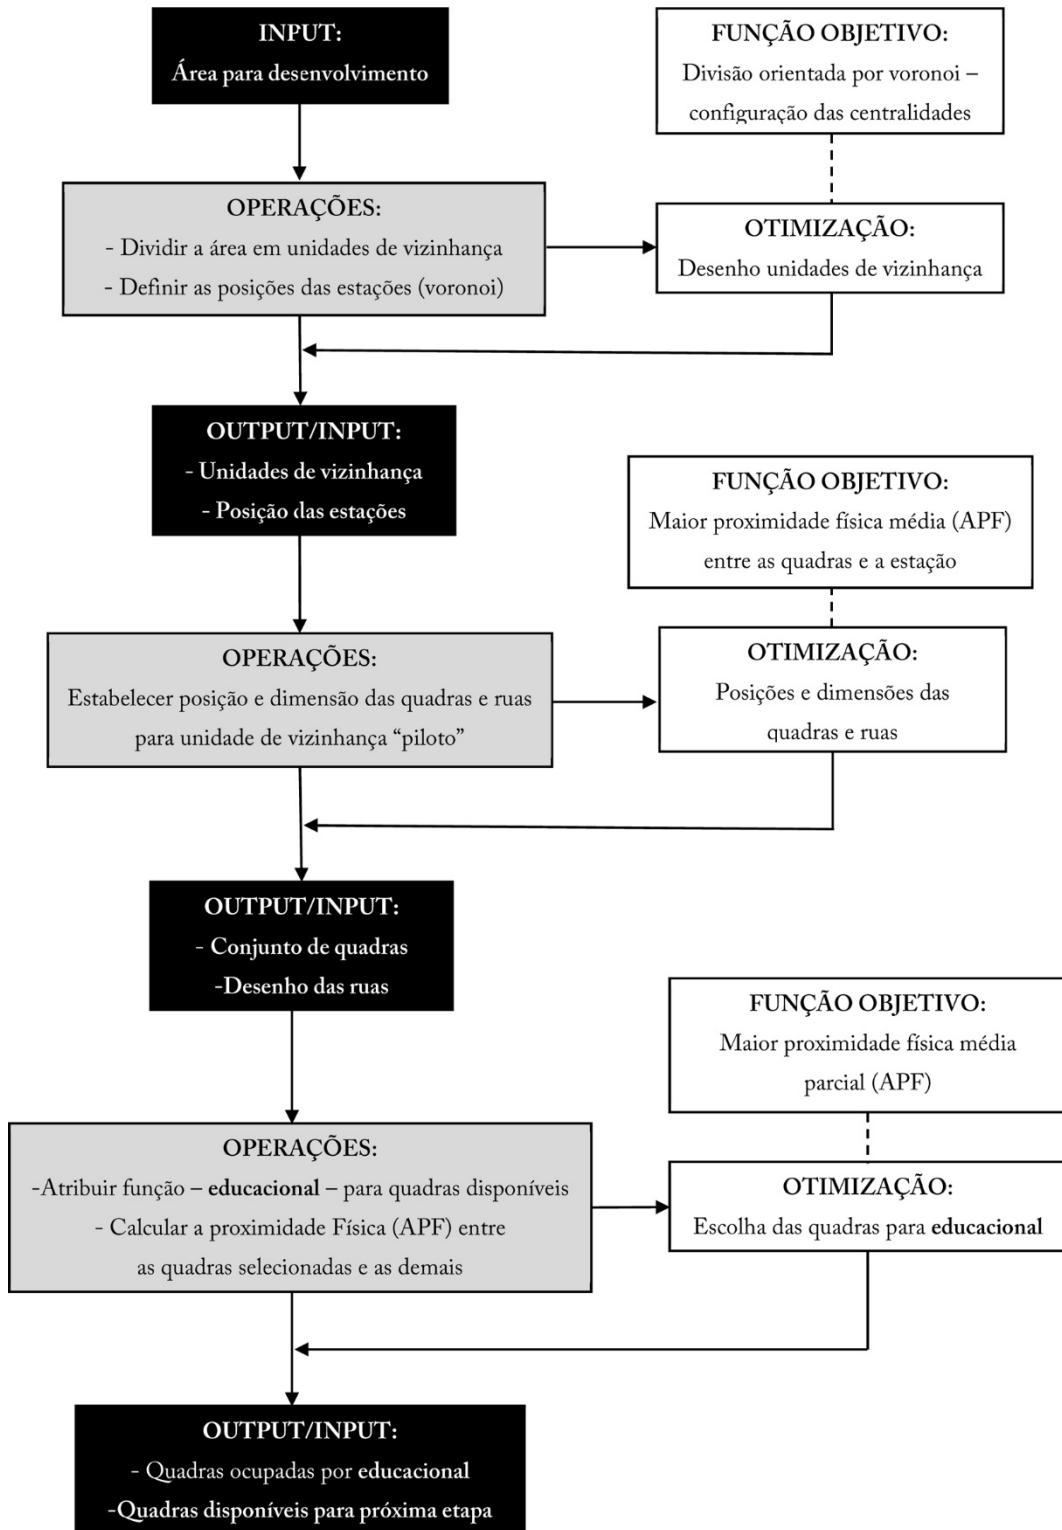 INPUT:
Área para desenvolvimento
FUNÇÃO OBJETIVO:
Divisão orientada por voronoi –
configuração das centralidades
OPERAÇÕES:
- Dividir a área em unidades de vizinhança
- Definir as posições das estações (voronoi)
OTIMIZAÇÃO:
Desenho unidades de vizinhança
OUTPUT/INPUT:
- Unidades de vizinhança
- Posição das estações
FUNÇÃO OBJETIVO:
Maior proximidade física média (APF)
entre as quadras e a estação
OPERAÇÕES:
Estabelecer posição e dimensão das quadras e ruas
para unidade de vizinhança “piloto”
OTIMIZAÇÃO:
Posições e dimensões das
quadras e ruas
OUTPUT/INPUT:
- Conjunto de quadras
-Desenho das ruas
FUNÇÃO OBJETIVO:
Maior proximidade física média
parcial (APF)
OPERAÇÕES:
-Atribuir função – educacional – para quadras disponíveis
- Calcular a proximidade Física (APF) entre
as quadras selecionadas e as demais
OTIMIZAÇÃO:
Escolha das quadras para educacional
OUTPUT/INPUT:
- Quadras ocupadas por educacional
-Quadras disponíveis para próxima etapa